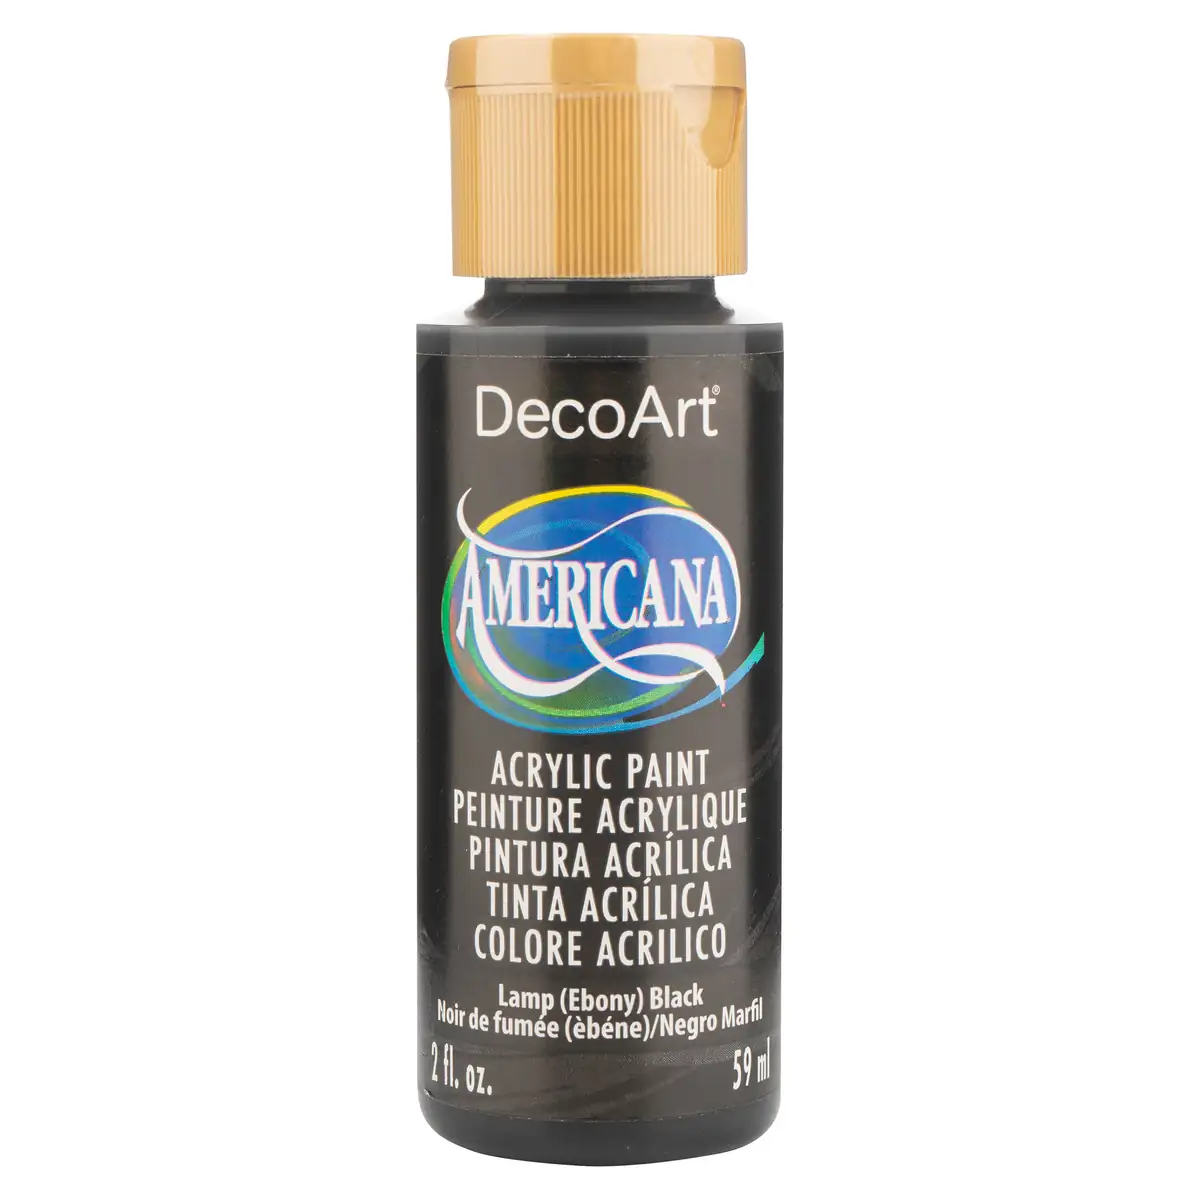 DecoArt®
AMERICANA
ACRYLIC PAINT
PEINTURE ACRYLIQUE
PINTURA ACRÍLICA
TINTA ACRÍLICA
COLORE ACRILICO
Lamp (Ebony) Black
Noir de fumée (èbéne)/Negro Marfil
2 fl. oz. 59 ml